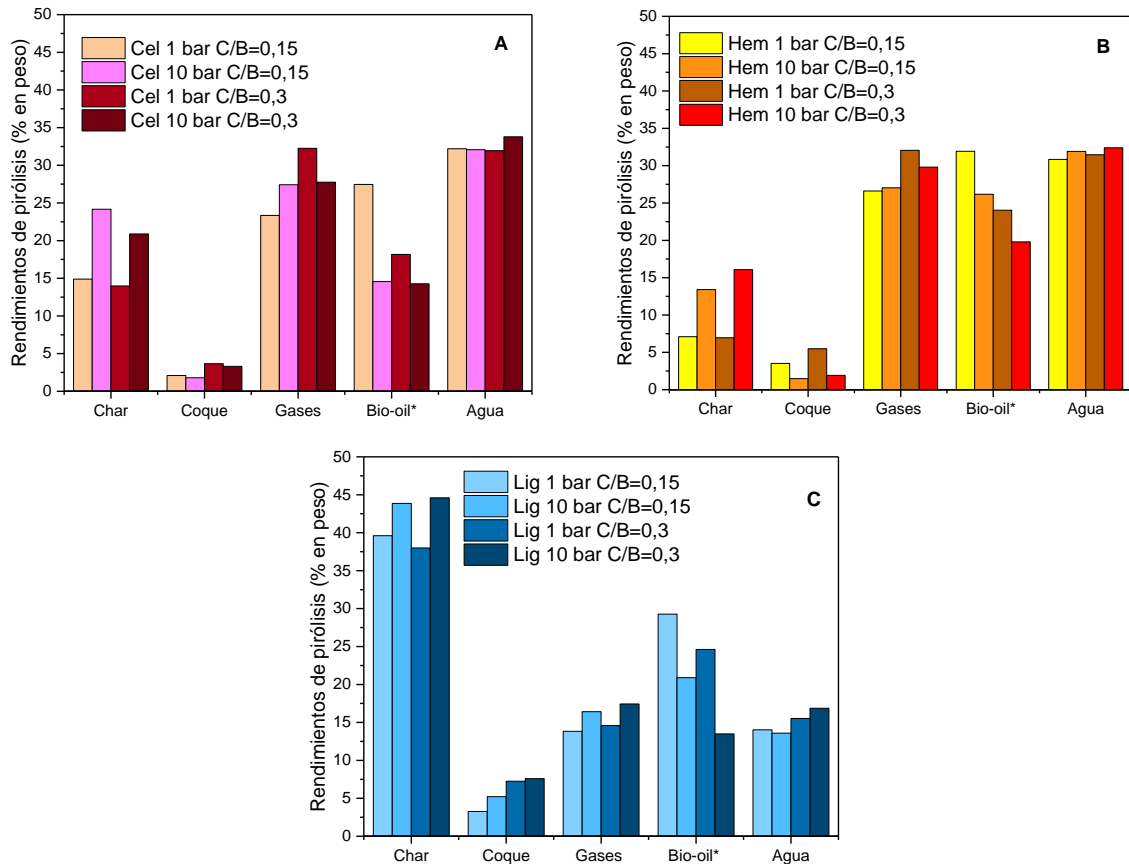 A
Rendimientos de pirólisis (% en peso)
50
45
40
35
30
25
20
15
10
5
0
Cel 1 bar C/B=0,15
Cel 10 bar C/B=0,15
Cel 1 bar C/B=0,3
Cel 10 bar C/B=0,3
Char Coque Gases Bio-oil* Agua
B
Rendimientos de pirólisis (% en peso)
50
45
40
35
30
25
20
15
10
5
0
Hem 1 bar C/B=0,15
Hem 10 bar C/B=0,15
Hem 1 bar C/B=0,3
Hem 10 bar C/B=0,3
Char Coque Gases Bio-oil* Agua
C
Rendimientos de pirólisis (% en peso)
50
45
40
35
30
25
20
15
10
5
0
Lig 1 bar C/B=0,15
Lig 10 bar C/B=0,15
Lig 1 bar C/B=0,3
Lig 10 bar C/B=0,3
Char Coque Gases Bio-oil* Agua